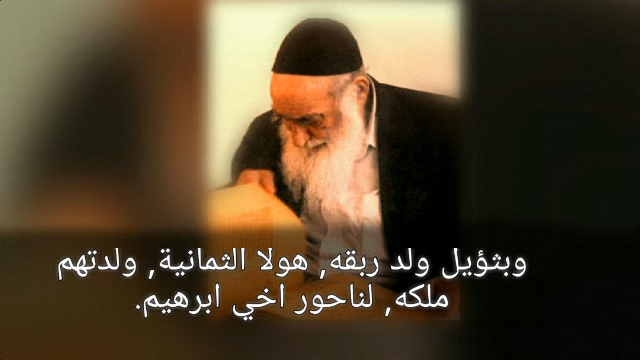 وبثؤيل ولد ربقه, هولا الثمانية, ولدتهم
ملكه, لناحور اخي ابرهيم.